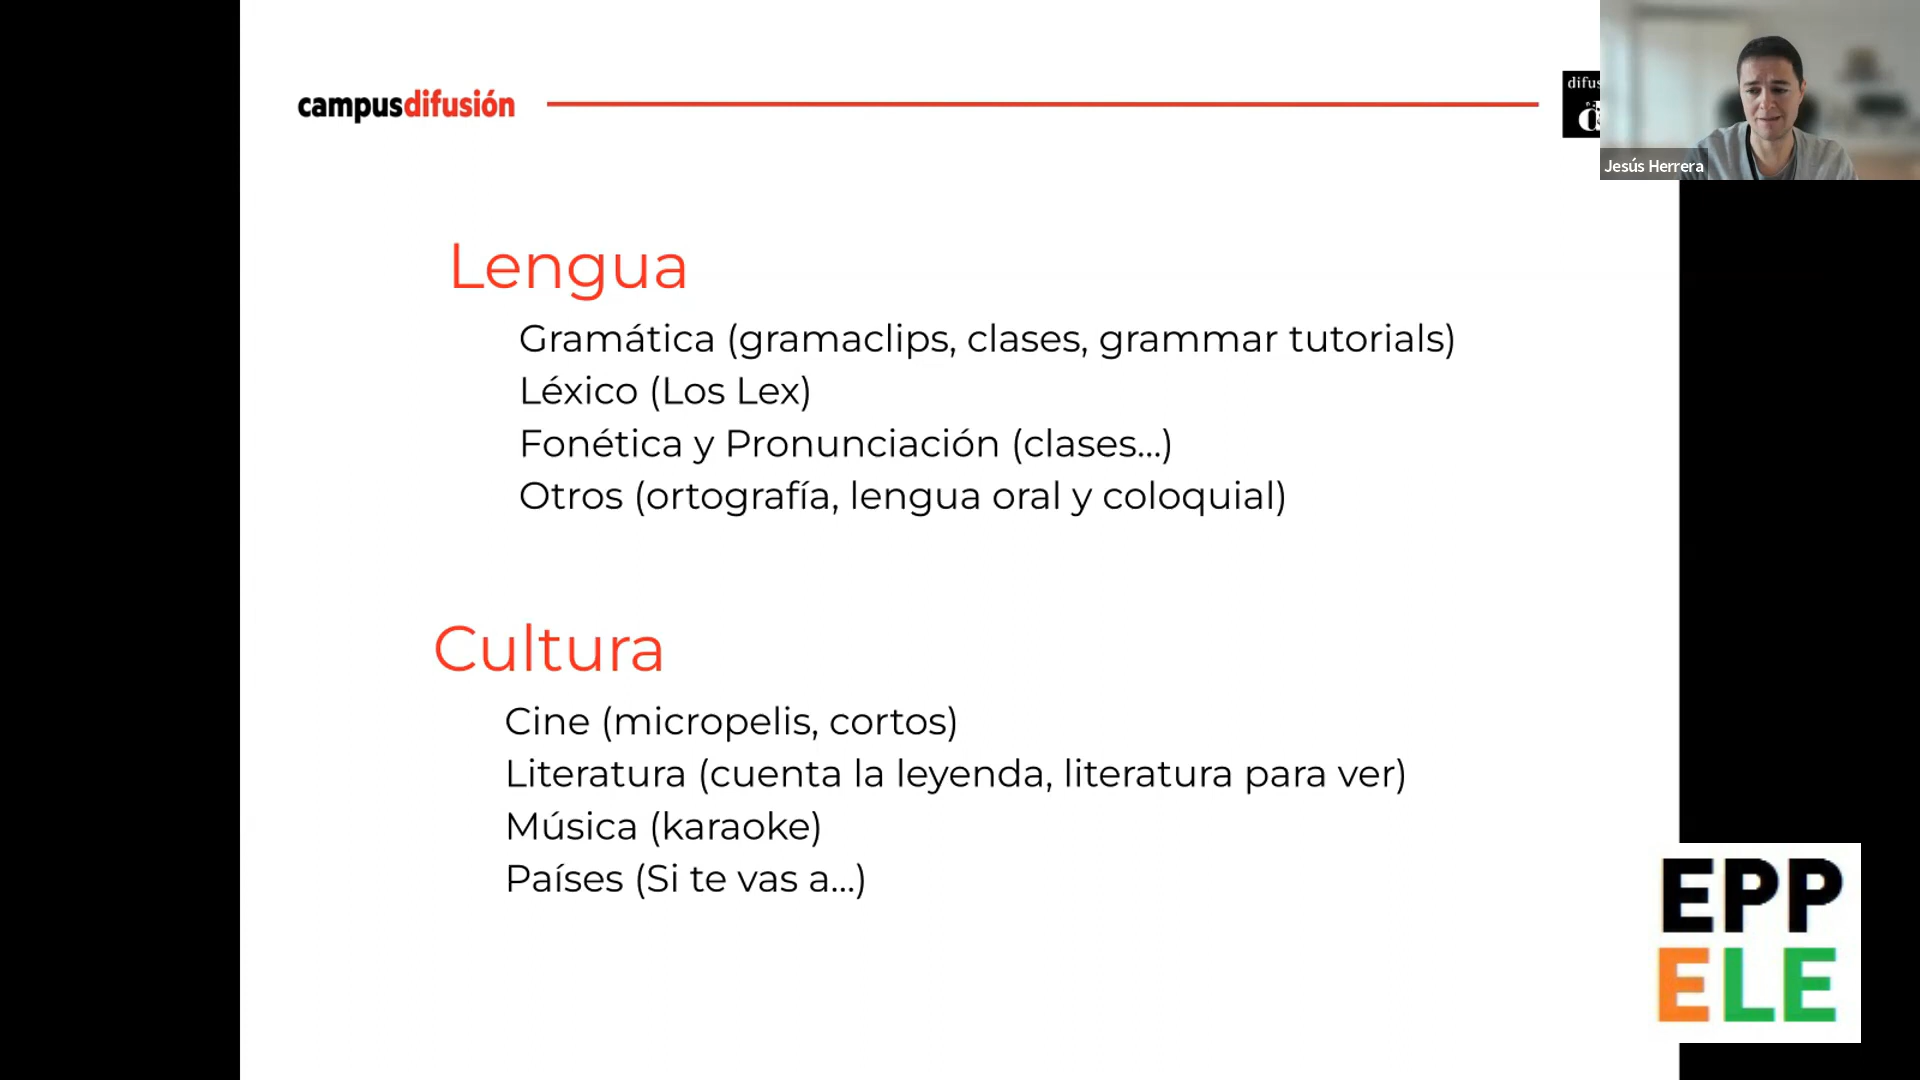 campusdifusión
difus
Jesús Herrera
Lengua
Gramática (gramaclips, clases, grammar tutorials)
Léxico (Los Lex)
Fonética y Pronunciación (clases...)
Otros (ortografía, lengua oral y coloquial)
Cultura
Cine (micropelis, cortos)
Literatura (cuenta la leyenda, literatura para ver)
Música (karaoke)
Países (Si te vas a...)
EPP
ELE